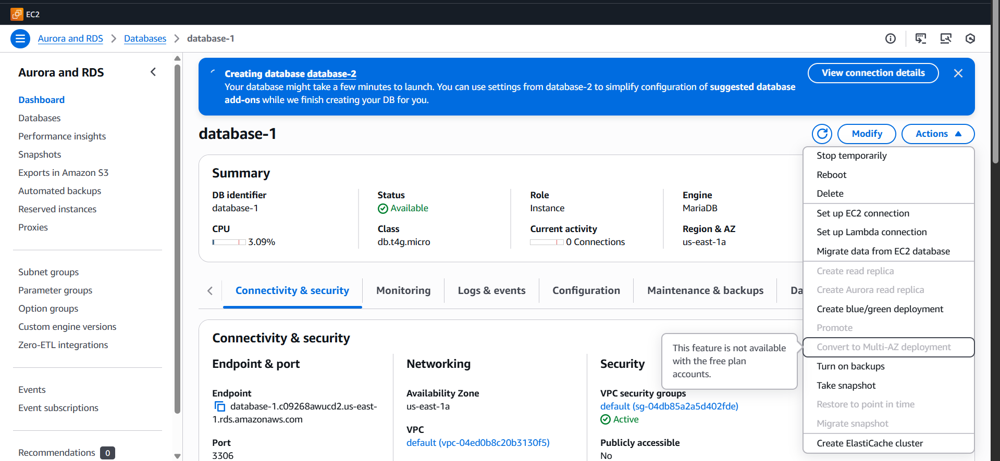 EC2
Aurora and RDS
Databases
database-1
Aurora and RDS
Dashboard
Databases
Performance insights
Snapshots
Exports in Amazon S3
Automated backups
Reserved instances
Proxies
Subnet groups
Parameter groups
Option groups
Custom engine versions
Zero-ETL integrations
Events
Event subscriptions
Recommendations 0
Creating database database-2
Your database might take a few minutes to launch. You can use settings from database-2 to simplify configuration of suggested database
add-ons while we finish creating your DB for you.
View connection details
database-1
Modify
Actions
Summary
DB identifier
database-1
Status
Available
Role
Instance
Engine
MariaDB
CPU
3.09%
Class
db.t4g.micro
Current activity
0 Connections
Region & AZ
us-east-1a
Connectivity & security
Monitoring
Logs & events
Configuration
Maintenance & backups
Da
Connectivity & security
Endpoint & port
Endpoint
database-1.c09268awucd2.us-east-
1.rds.amazonaws.com
Port
3306
Networking
Availability Zone
us-east-1a
VPC
default (vpc-04ed0b8c20b3130f5)
Security
VPC security groups
default (sg-04db85a2a5d402fde)
Active
Publicly accessible
No
This feature is not available
with the free plan
accounts.
Stop temporarily
Reboot
Delete
Set up EC2 connection
Set up Lambda connection
Migrate data from EC2 database
Create read replica
Create Aurora read replica
Create blue/green deployment
Promote
Convert to Multi-AZ deployment
Turn on backups
Take snapshot
Restore to point in time
Migrate snapshot
Create ElastiCache cluster